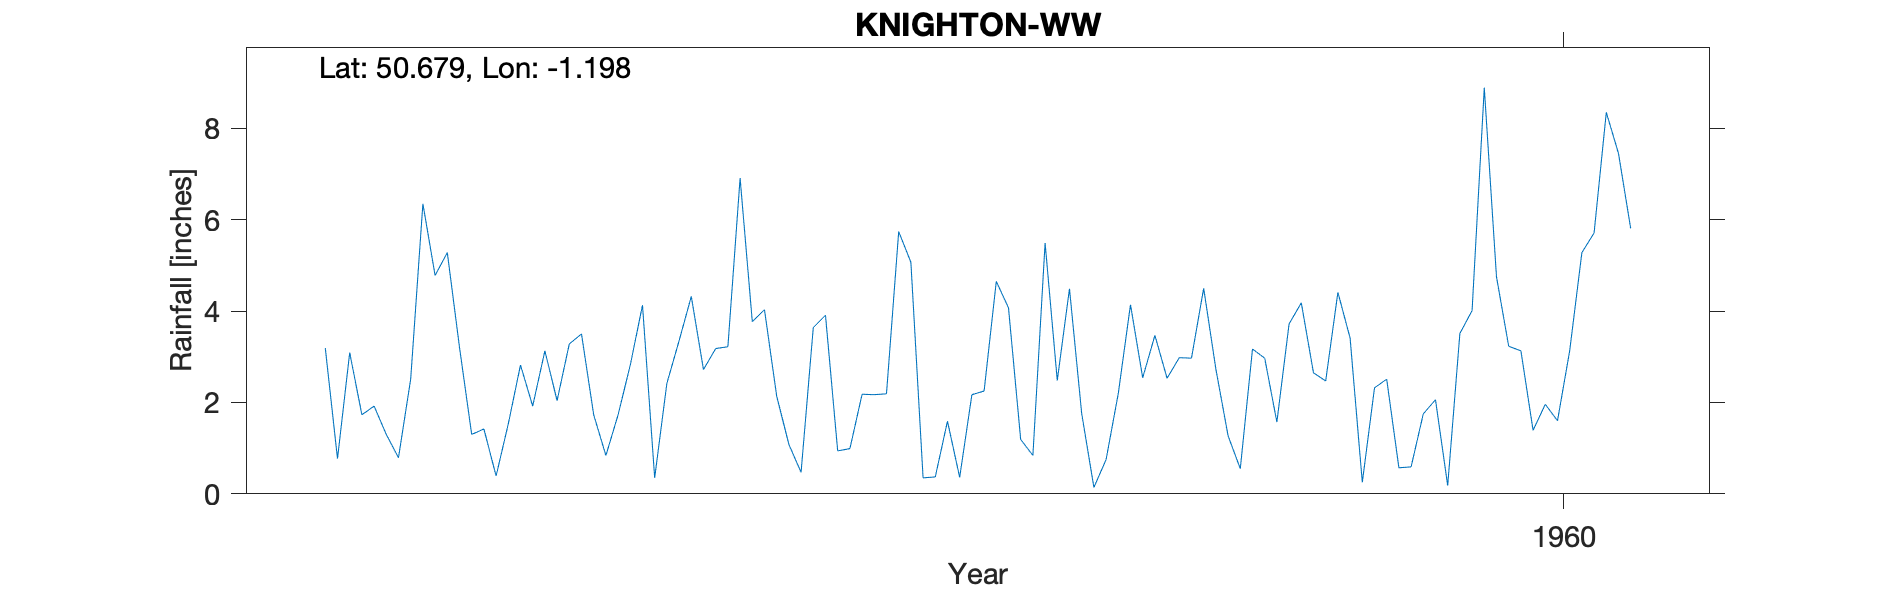 KNIGHTON-WW
Lat: 50.679, Lon: -1.198
8
6
4
2
0
Rainfall [inches]
1960
Year